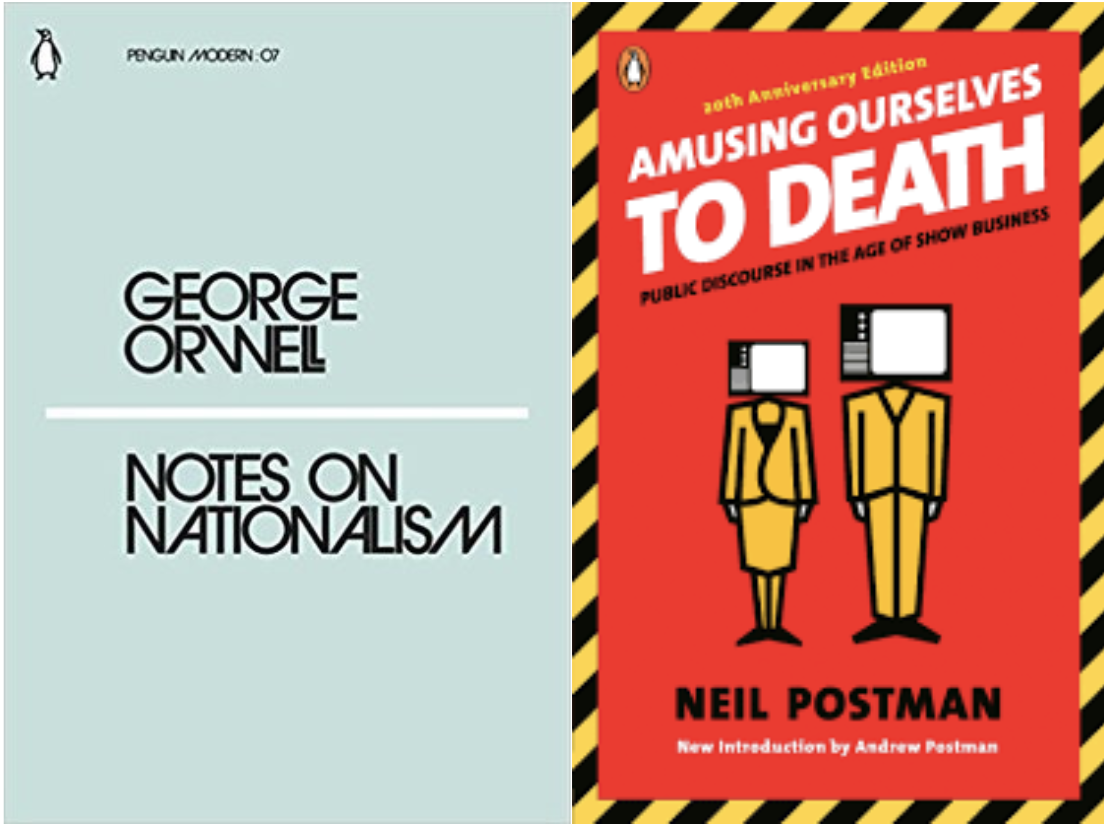 PENGUIN MODERN: 07
GEORGE
ORWELL
NOTES ON
NATIONALISM
20th Anniversary Edition
AMUSING OURSELVES
TO DEATH
PUBLIC DISCOURSE IN THE AGE OF SHOW BUSINESS
NEIL POSTMAN
New Introduction by Andrew Postman